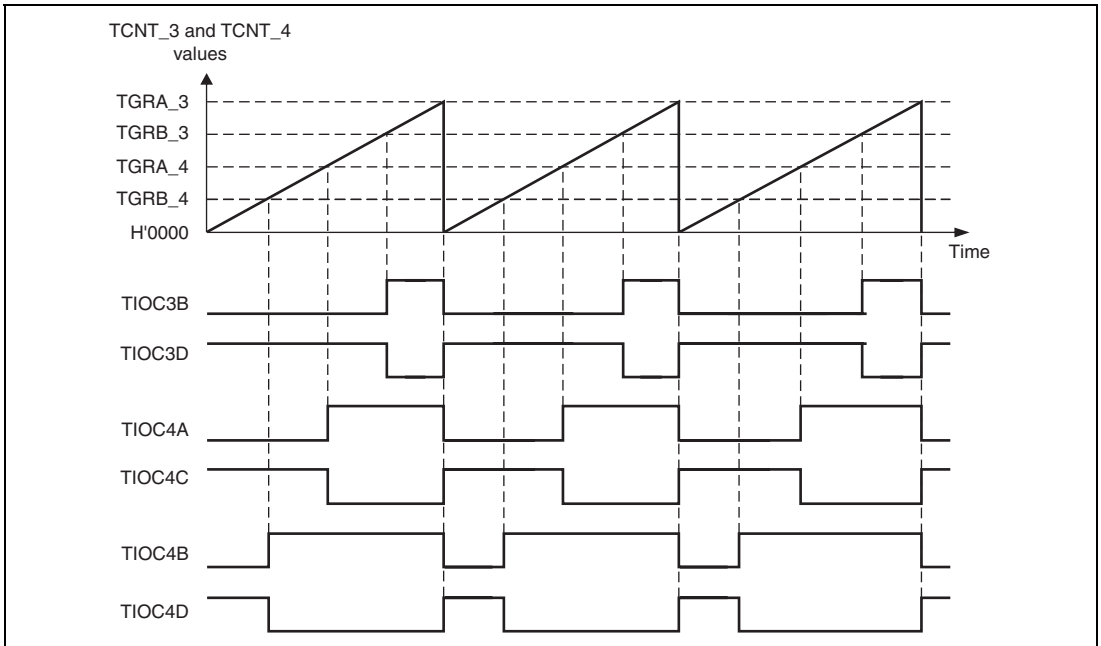 TCNT_3 and TCNT_4
values
TGRA_3
TGRB_3
TGRA_4
TGRB_4
H'0000
Time
TIOC3B
TIOC3D
TIOC4A
TIOC4C
TIOC4B
TIOC4D